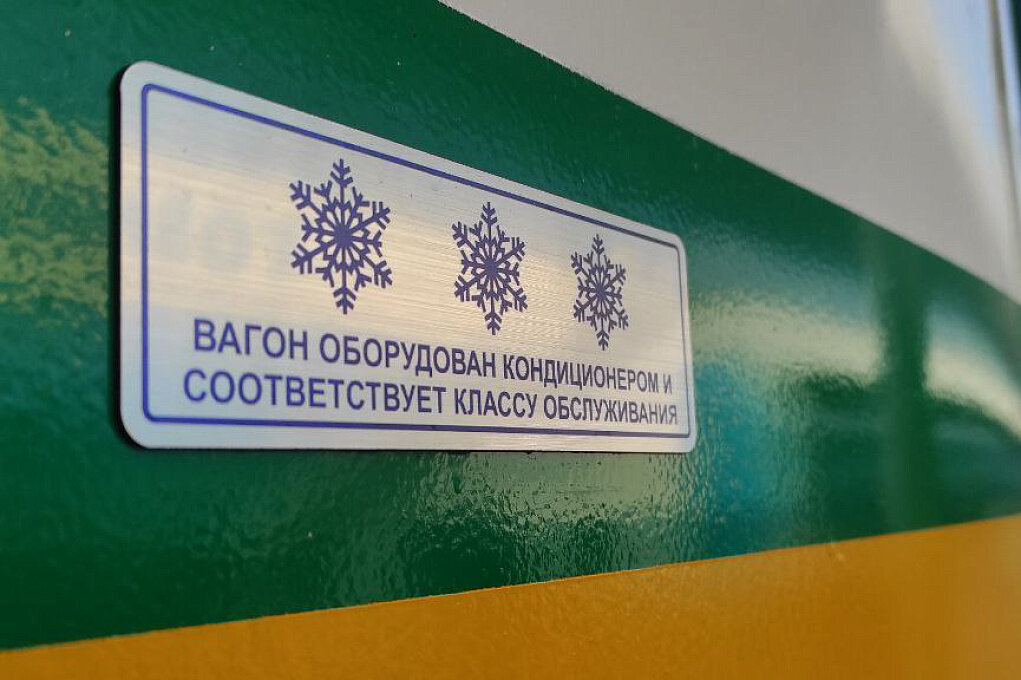 ВАГОН ОБОРУДОВАН КОНДИЦИОНЕРОМ И
СООТВЕТСТВУЕТ КЛАССУ ОБСЛУЖИВАНИЯ